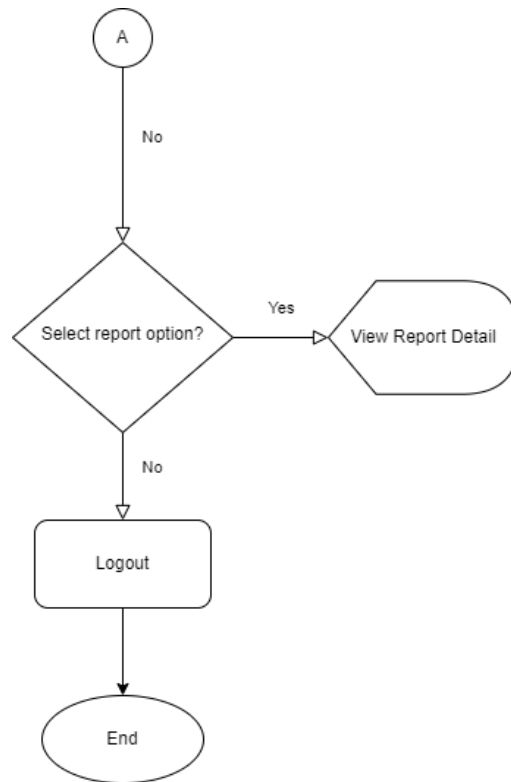 A
No
Select report option?
Yes
View Report Detail
No
Logout
End